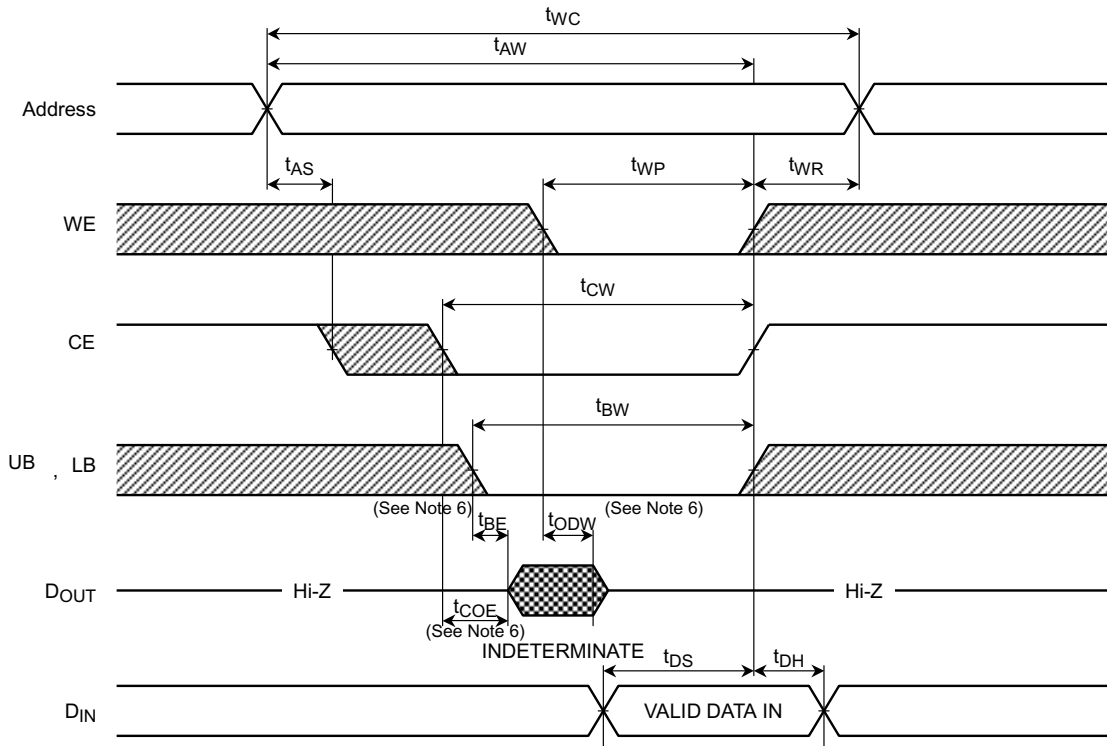 tWC
tAW
Address
tAS
tWP
tWR
WE
tCW
CE
tBW
UB , LB
(See Note 6)
(See Note 6)
tBE
tODW
DOUT
Hi-Z
Hi-Z
tCOE
(See Note 6)
INDETERMINATE
tDS
tDH
DIN
VALID DATA IN